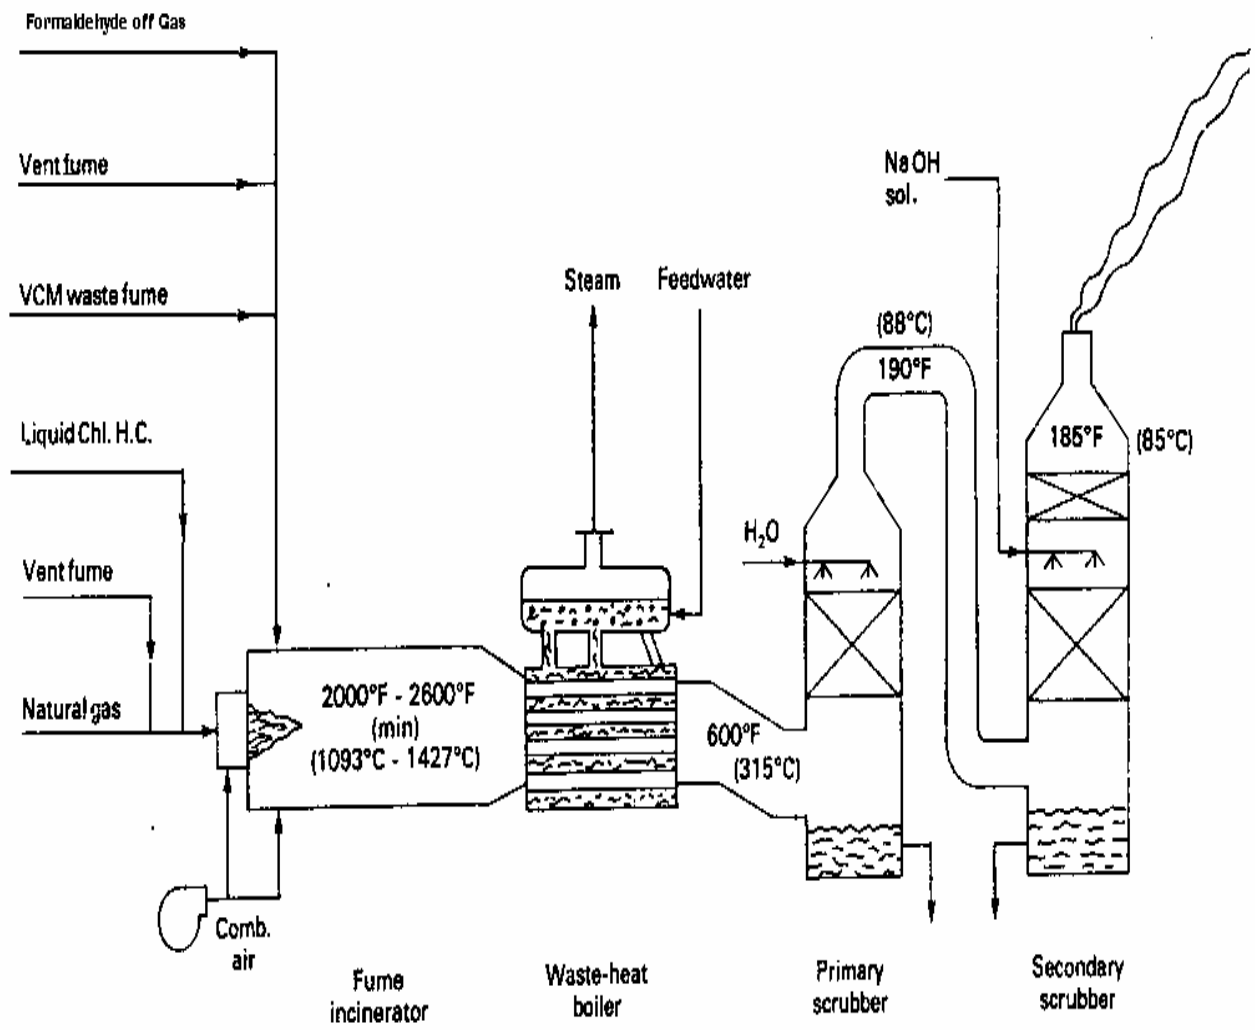 Formaldehyde off Gas
Vent fume
VCM waste fume
Liquid Chl. H.C.
Vent fume
Natural gas
Comb.
air
2000°F - 2600°F
(min)
(1093°C - 1427°C)
Steam
Feedwater
600°F
(315°C)
H₂O
(88°C)
190°F
NaOH
sol.
185°F
(85°C)
Fume
incinerator
Waste-heat
boiler
Primary
scrubber
Secondary
scrubber